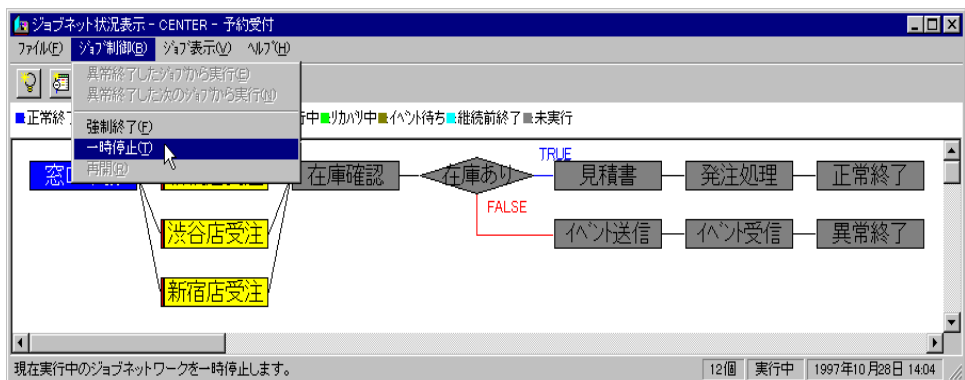 ジョブネット状況表示 - CENTER - 予約受付
ファイル(F) ジョブ制御(B) ジョブ表示(V) ヘルプ(H)
異常終了したジョブから実行(E)
異常終了した次のジョブから実行(N)
強制終了(F)
一時停止(T)
再開(R)
正常終 行中 リカバリ中 イベント待ち 継続前終了 未実行
在庫確認 在庫あり TRUE 見積書 発注処理 正常終了
渋谷店受注 FALSE イベント送信 イベント受信 異常終了
新宿店受注
現在実行中のジョブネットワークを一時停止します。 12個 実行中 1997年10月28日 14:04